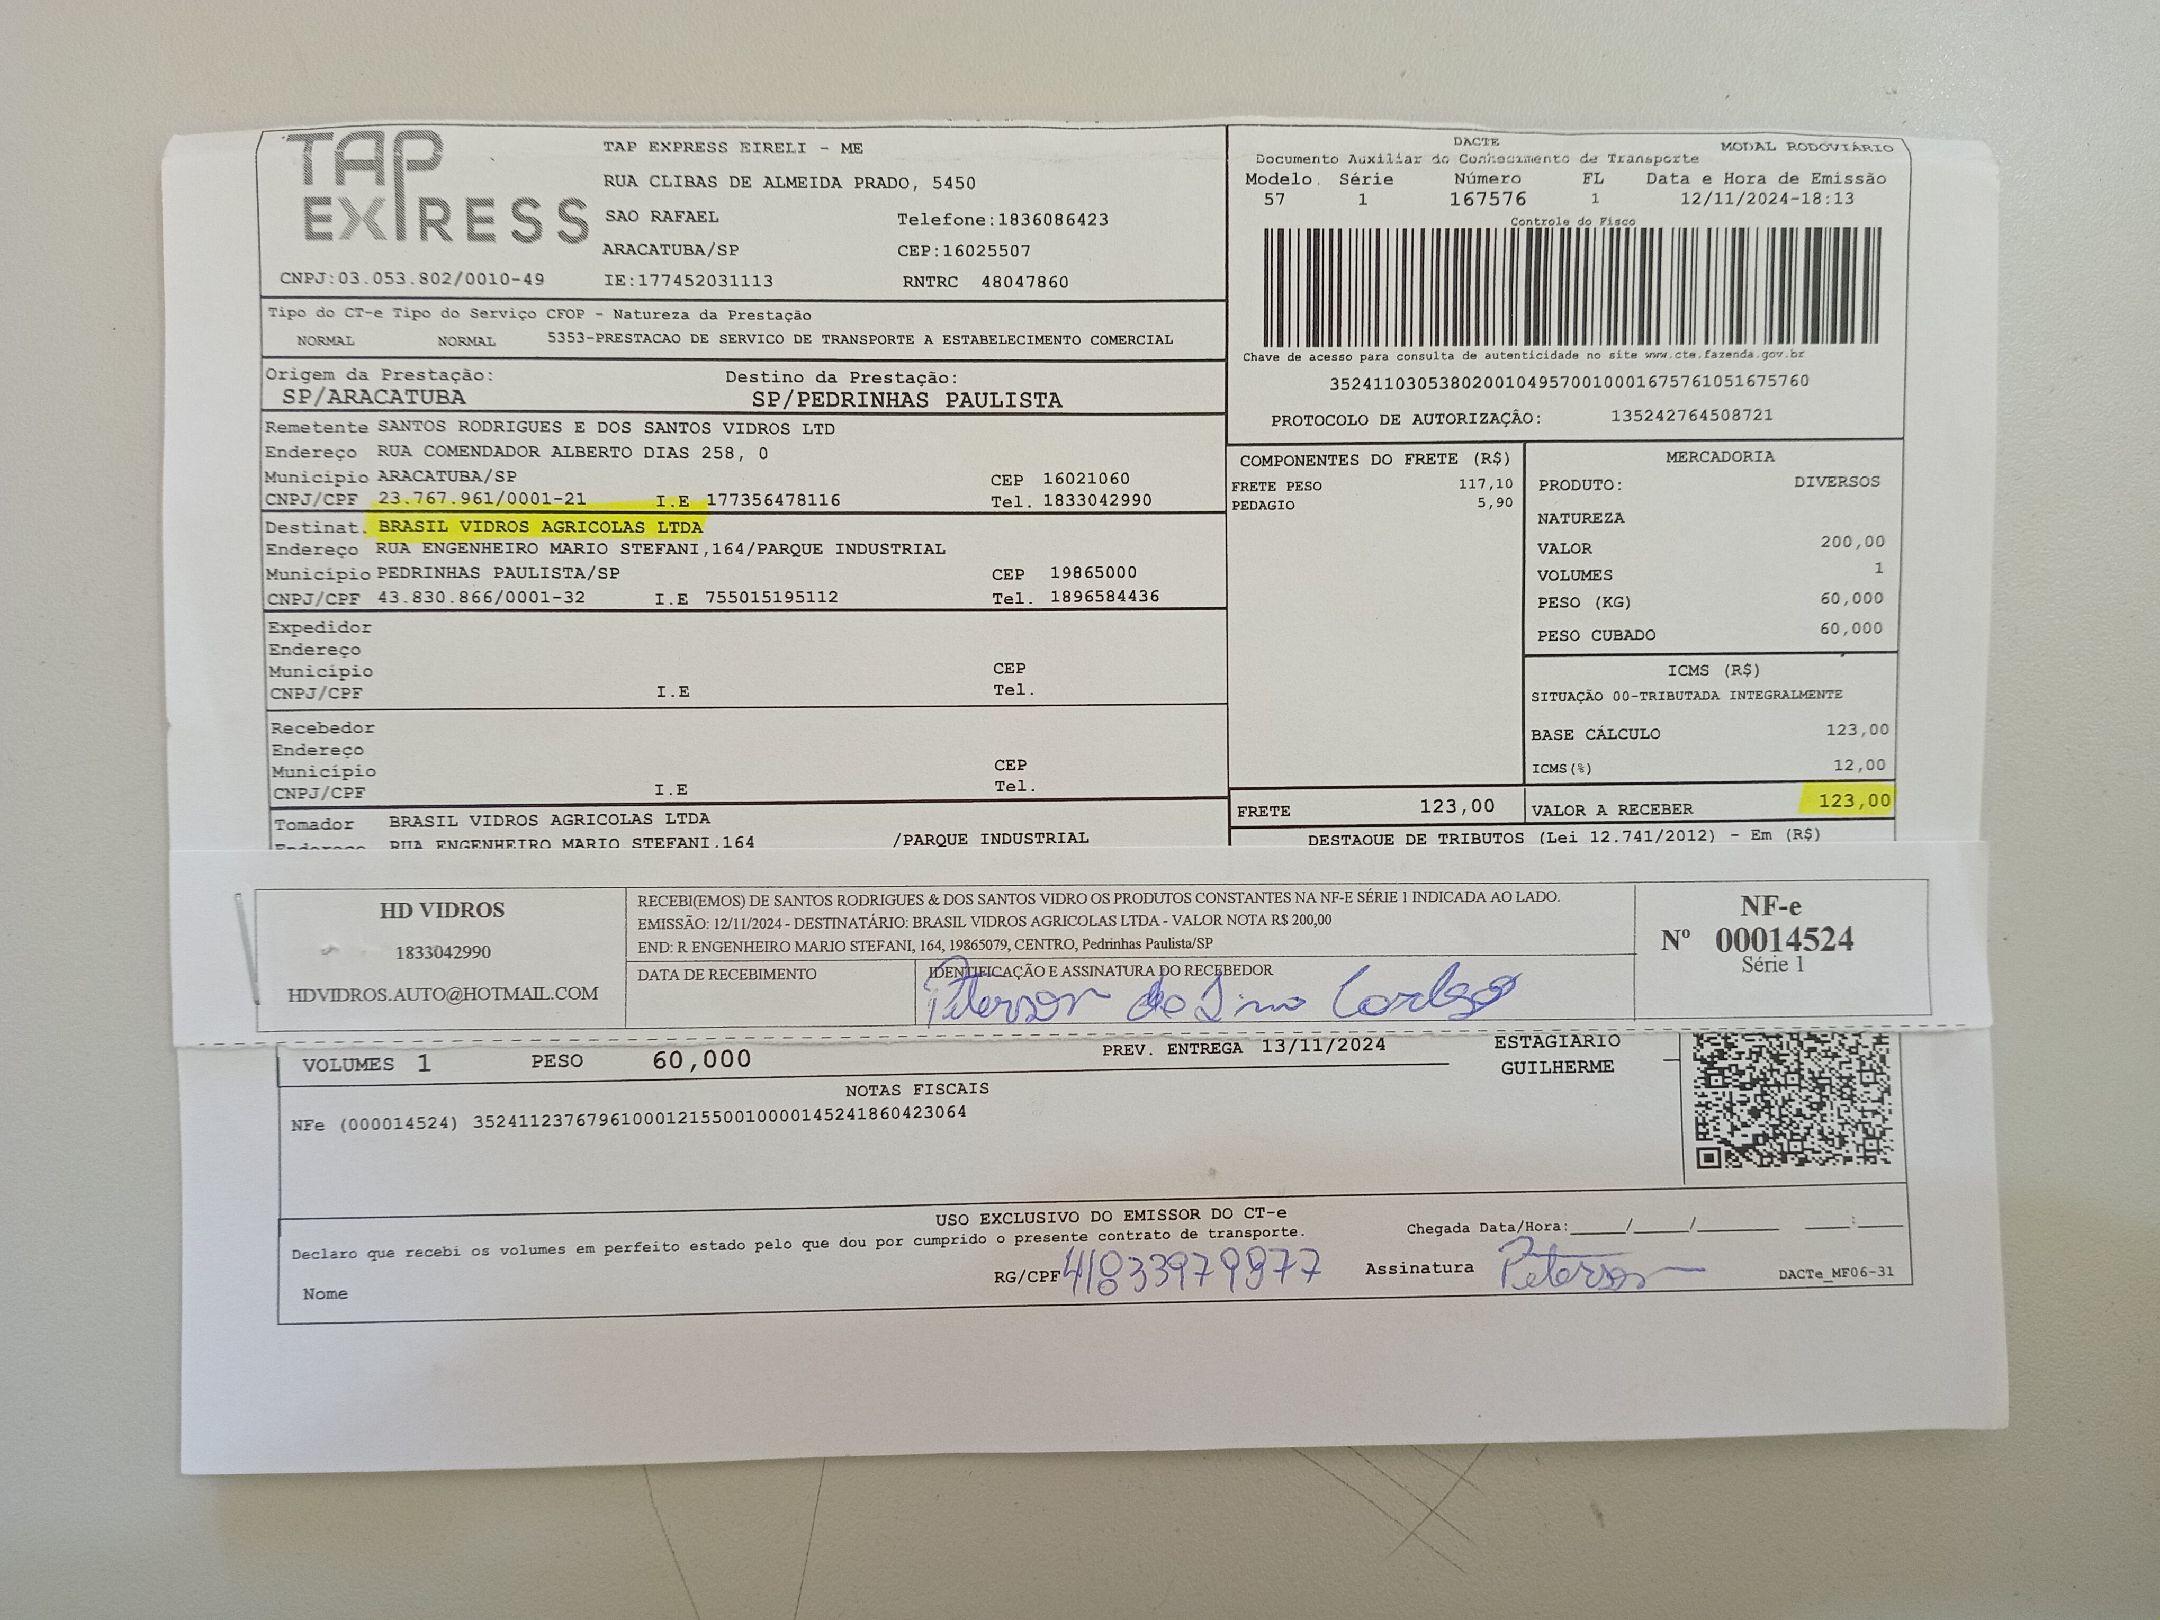 TAP EXPRESS
TAP EXPRESS EIRELI - ME
RUA CLIBAS DE ALMEIDA PRADO, 5450
SAO RAFAEL Telefone:1836086423
ARACATUBA/SP CEP:16025507
CNPJ:03.053.802/0010-49 IE:177452031113 RNTRC 48047860
DACTE MODAL RODOVIÁRIO
Documento Auxiliar do Conhecimento de Transporte
Modelo. Série Número FL Data e Hora de Emissão
57 1 167576 1 12/11/2024-18:13
Controle do Fisco
Chave de acesso para consulta de autenticidade no site www.cte.fazenda.gov.br
35241103053802001049570010001675761051675760
PROTOCOLO DE AUTORIZAÇÃO: 135242764508721
Tipo do CT-e Tipo do Serviço CFOP - Natureza da Prestação
NORMAL NORMAL 5353-PRESTACAO DE SERVICO DE TRANSPORTE A ESTABELECIMENTO COMERCIAL
Origem da Prestação: Destino da Prestação:
SP/ARACATUBA SP/PEDRINHAS PAULISTA
Remetente SANTOS RODRIGUES E DOS SANTOS VIDROS LTD
Endereço RUA COMENDADOR ALBERTO DIAS 258, 0
Município ARACATUBA/SP CEP 16021060
CNPJ/CPF 23.767.961/0001-21 I.E 177356478116 Tel. 1833042990
Destinat. BRASIL VIDROS AGRICOLAS LTDA
Endereço RUA ENGENHEIRO MARIO STEFANI,164/PARQUE INDUSTRIAL
Município PEDRINHAS PAULISTA/SP CEP 19865000
CNPJ/CPF 43.830.866/0001-32 I.E 755015195112 Tel. 1896584436
Expedidor
Endereço
Município CEP
CNPJ/CPF I.E Tel.
Recebedor
Endereço
Município CEP
CNPJ/CPF I.E Tel.
Tomador BRASIL VIDROS AGRICOLAS LTDA
Endereço RUA ENGENHEIRO MARIO STEFANI,164 /PARQUE INDUSTRIAL
COMPONENTES DO FRETE (R$)
FRETE PESO 117,10
PEDAGIO 5,90
FRETE 123,00
MERCADORIA
PRODUTO: DIVERSOS
NATUREZA
VALOR 200,00
VOLUMES 1
PESO (KG) 60,000
PESO CUBADO 60,000
ICMS (R$)
SITUAÇÃO 00-TRIBUTADA INTEGRALMENTE
BASE CÁLCULO 123,00
ICMS(%) 12,00
VALOR A RECEBER 123,00
DESTAQUE DE TRIBUTOS (Lei 12.741/2012) - Em (R$)
HD VIDROS
1833042990
HDVIDROS.AUTO@HOTMAIL.COM
RECEBI(EMOS) DE SANTOS RODRIGUES & DOS SANTOS VIDRO OS PRODUTOS CONSTANTES NA NF-E SÉRIE 1 INDICADA AO LADO.
EMISSÃO: 12/11/2024 - DESTINATÁRIO: BRASIL VIDROS AGRICOLAS LTDA - VALOR NOTA R$ 200,00
END: R ENGENHEIRO MARIO STEFANI, 164, 19865079, CENTRO, Pedrinhas Paulista/SP
DATA DE RECEBIMENTO IDENTIFICAÇÃO E ASSINATURA DO RECEBEDOR
Peterson
NF-e
Nº 00014524
Série 1
VOLUMES 1 PESO 60,000 PREV. ENTREGA 13/11/2024
ESTAGIARIO
GUILHERME
NOTAS FISCAIS
NFe (000014524) 35241123767961000121550010000145241860423064
USO EXCLUSIVO DO EMISSOR DO CT-e
Declaro que recebi os volumes em perfeito estado pelo que dou por cumprido o presente contrato de transporte.
Chegada Data/Hora:____/____/______ ___:___
Nome RG/CPF 41833979877 Assinatura Peterson
DACTe_MF06-31